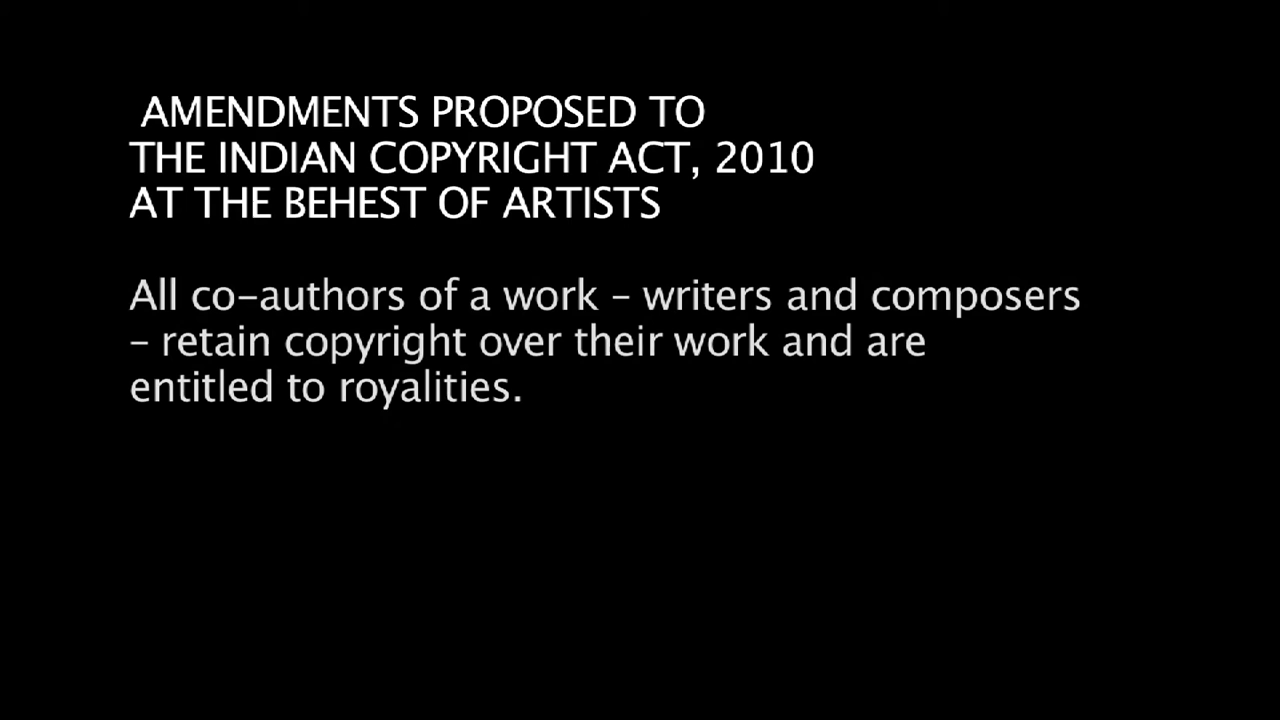 AMENDMENTS PROPOSED TO
THE INDIAN COPYRIGHT ACT, 2010
AT THE BEHEST OF ARTISTS
All co-authors of a work – writers and composers
– retain copyright over their work and are
entitled to royalities.